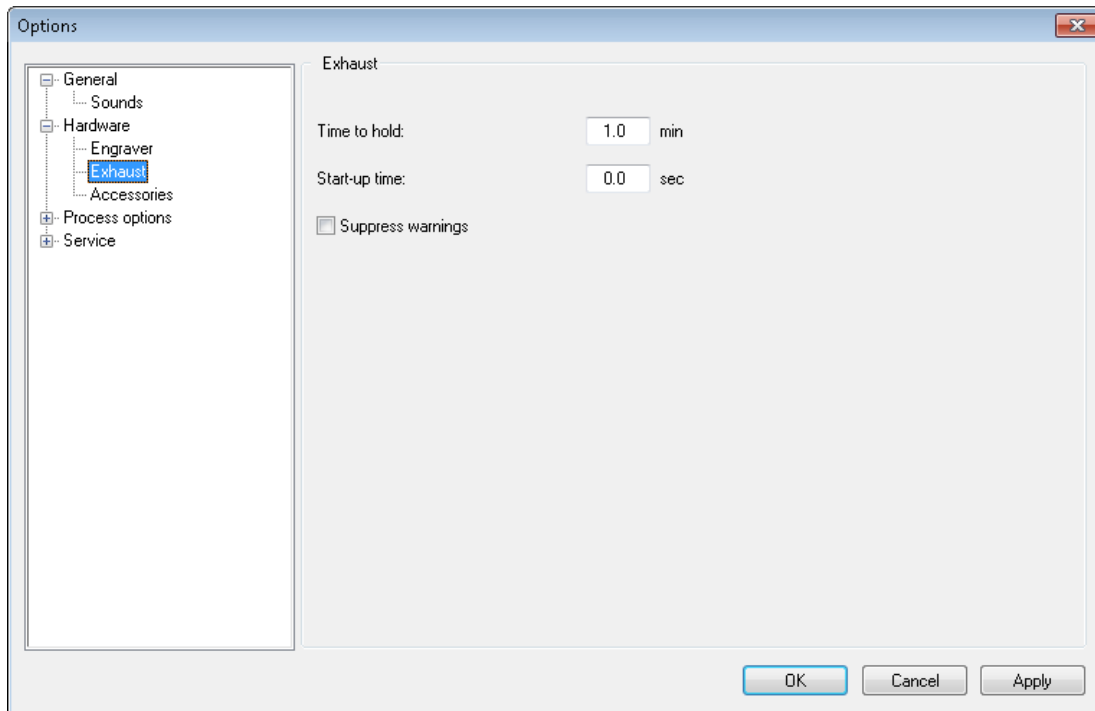 Options
General
Sounds
Hardware
Engraver
Exhaust
Accessories
Process options
Service
Exhaust
Time to hold: 1.0 min
Start-up time: 0.0 sec
Suppress warnings
OK Cancel Apply